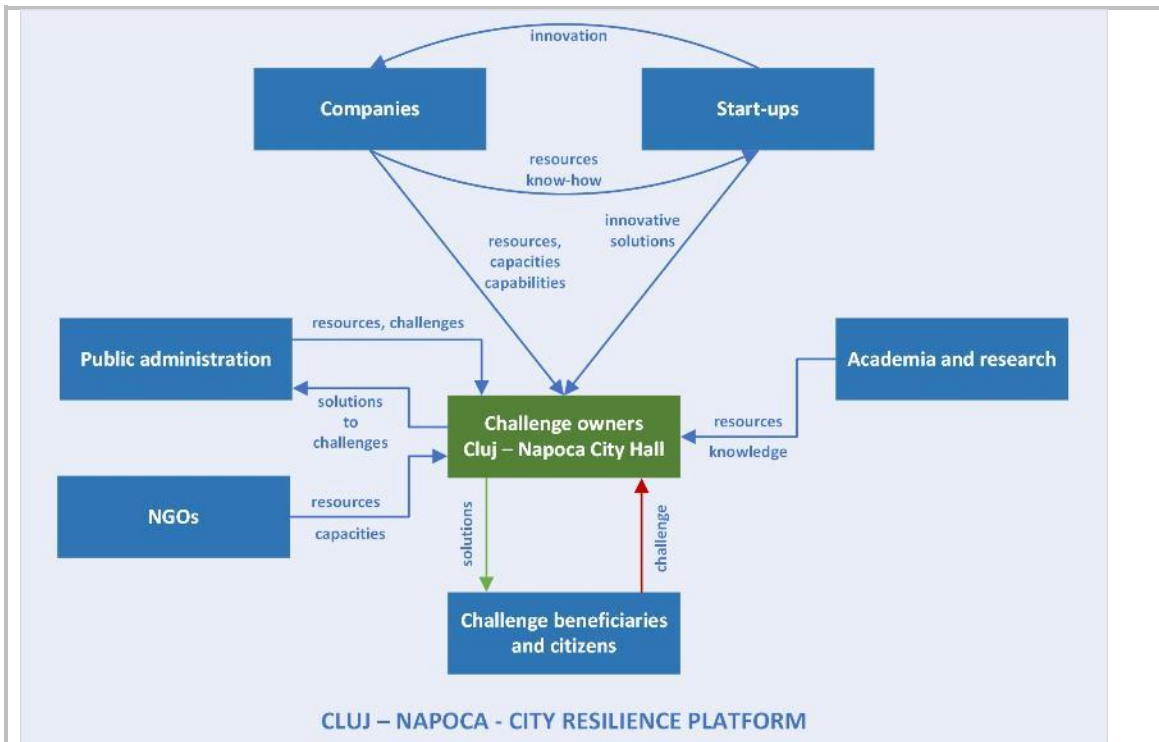 innovation
Companies
Start-ups
resources
know-how
innovative
solutions
resources,
capacities
capabilities
resources, challenges
Public administration
Academia and research
solutions
to
challenges
Challenge owners
Cluj – Napoca City Hall
resources
knowledge
NGOs
resources
capacities
solutions
challenge
Challenge beneficiaries
and citizens
CLUJ – NAPOCA - CITY RESILIENCE PLATFORM